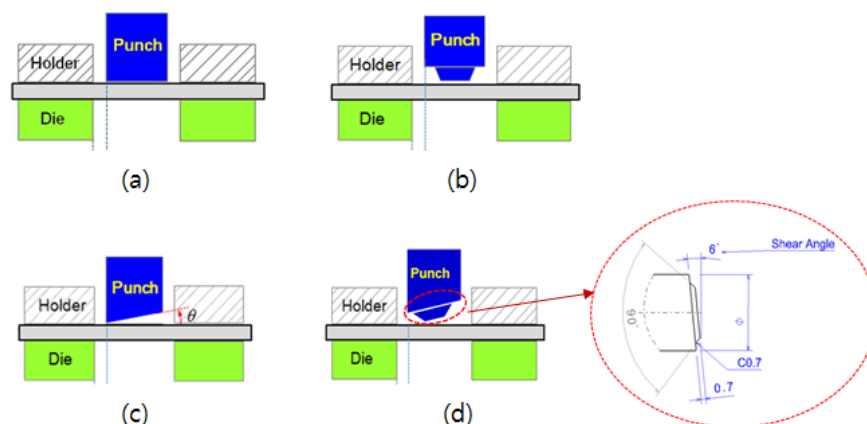 Punch
Holder
Die
(a)
Punch
Holder
Die
(b)
Punch
Holder
θ
Die
(c)
Punch
Holder
Die
(d)
6°
Shear Angle
90
Φ
C0.7
0.7